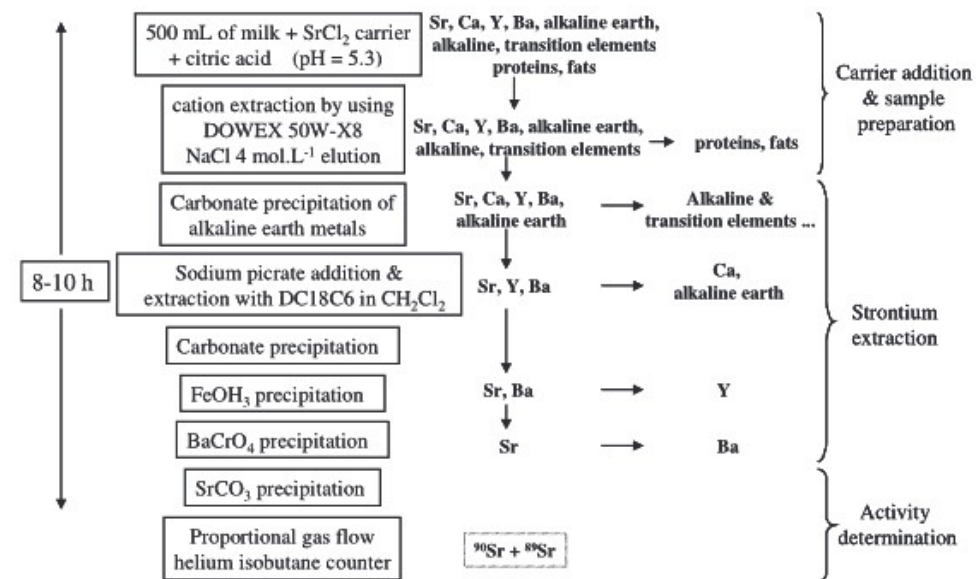 500 mL of milk + SrCl₂ carrier
+ citric acid (pH = 5.3)
Sr, Ca, Y, Ba, alkaline earth,
alkaline, transition elements
proteins, fats
Carrier addition
& sample
preparation
cation extraction by using
DOWEX 50W-X8
NaCl 4 mol.L⁻¹ elution
Sr, Ca, Y, Ba, alkaline earth,
alkaline, transition elements
proteins, fats
Carbonate precipitation of
alkaline earth metals
Sr, Ca, Y, Ba,
alkaline earth
Alkaline &
transition elements ...
8-10 h
Sodium picrate addition &
extraction with DC18C6 in CH₂Cl₂
Sr, Y, Ba
Ca,
alkaline earth
Strontium
extraction
Carbonate precipitation
FeOH₃ precipitation
Sr, Ba
Y
BaCrO₄ precipitation
Sr
Ba
SrCO₃ precipitation
Activity
determination
Proportional gas flow
helium isobutane counter
⁹⁰Sr + ⁸⁹Sr